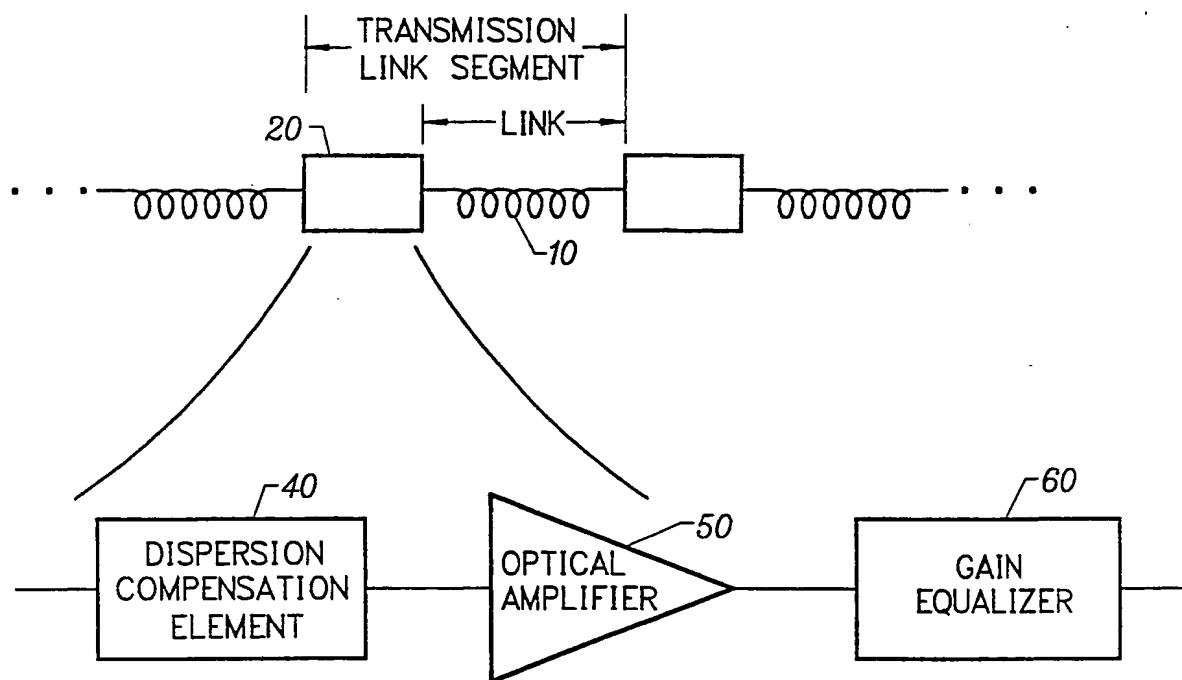 TRANSMISSION
LINK SEGMENT
LINK
20
10
40
50
60
DISPERSION
COMPENSATION
ELEMENT
OPTICAL
AMPLIFIER
GAIN
EQUALIZER